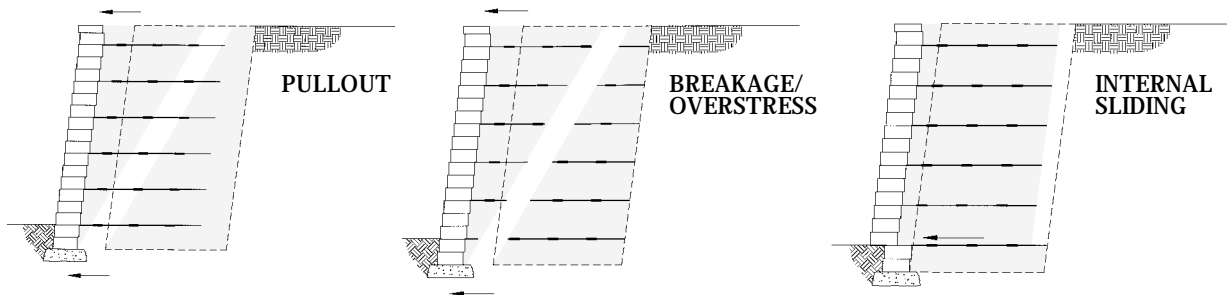 PULLOUT
BREAKAGE/
OVERSTRESS
INTERNAL
SLIDING